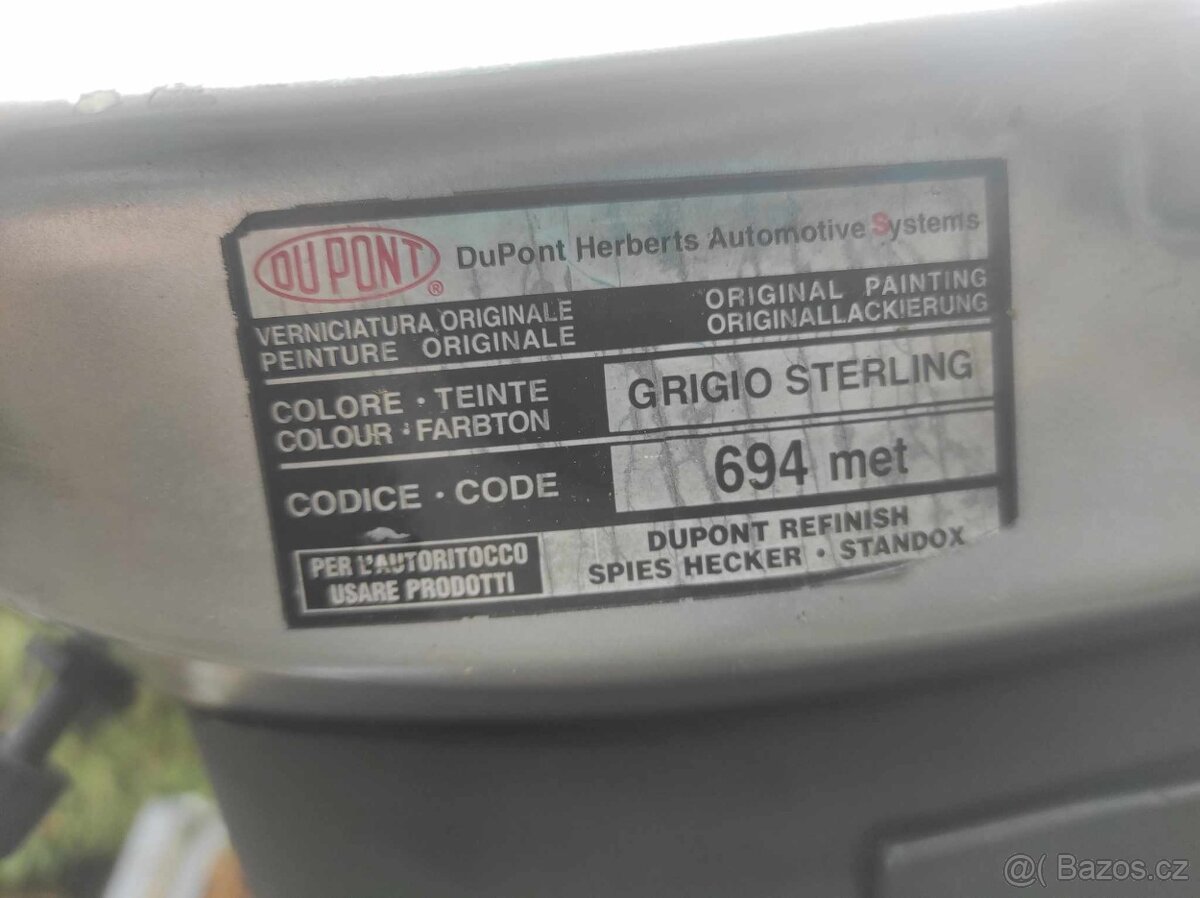 DU PONT ® DuPont Herberts Automotive Systems
VERNICIATURA ORIGINALE ORIGINAL PAINTING
PEINTURE ORIGINALE ORIGINALLACKIERUNG
COLORE · TEINTE GRIGIO STERLING
COLOUR · FARBTON
CODICE · CODE 694 met
PER L'AUTORITOCCO
USARE PRODOTTI
DUPONT REFINISH
SPIES HECKER · STANDOX
@( Bazos.cz